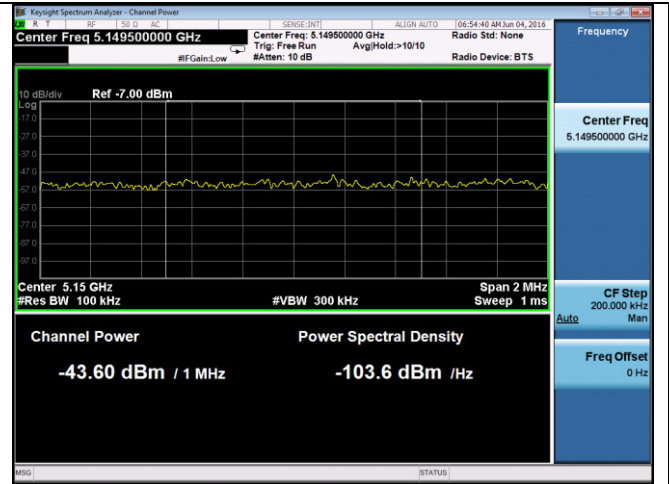 Keysight Spectrum Analyzer - Channel Power
LXI R T RF 50 Ω AC SENSE:INT ALIGN AUTO 06:54:40 AM Jun 04, 2016
Center Freq 5.149500000 GHz
Center Freq: 5.149500000 GHz Radio Std: None
Trig: Free Run Avg|Hold:>10/10
#IFGain:Low #Atten: 10 dB Radio Device: BTS
Frequency
10 dB/div Ref -7.00 dBm
Log
-17.0
-27.0
-37.0
-47.0
-57.0
-67.0
-77.0
-87.0
-97.0
Center Freq
5.149500000 GHz
Center 5.15 GHz Span 2 MHz
#Res BW 100 kHz #VBW 300 kHz Sweep 1 ms
CF Step
200.000 kHz
Auto Man
Channel Power Power Spectral Density
-43.60 dBm / 1 MHz -103.6 dBm /Hz
Freq Offset
0 Hz
MSG STATUS